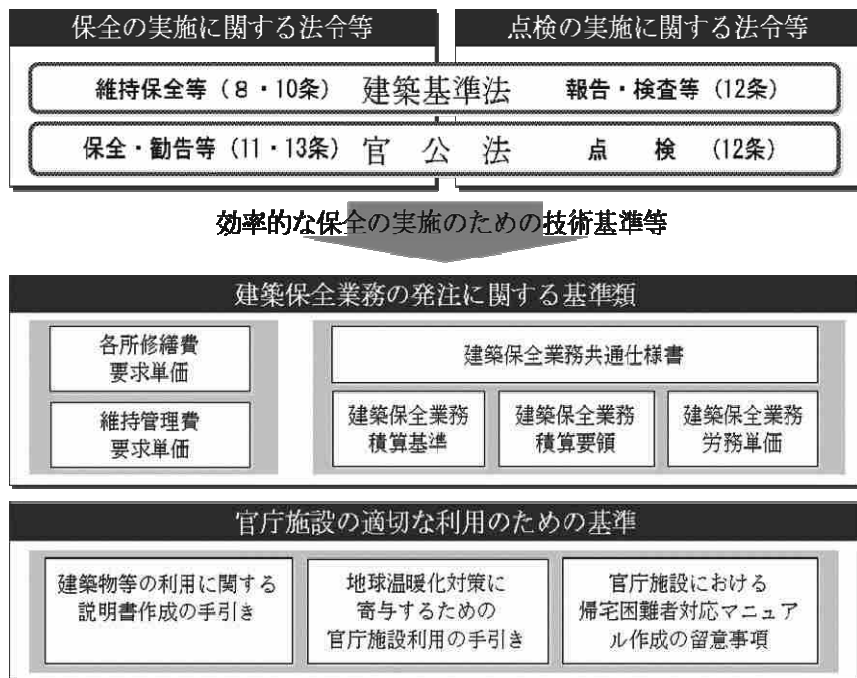 保全の実施に関する法令等
点検の実施に関する法令等
維持保全等（８・10条） 建築基準法 報告・検査等（12条）
保全・勧告等（11・13条） 官公法 点検（12条）
効率的な保全の実施のための技術基準等
建築保全業務の発注に関する基準類
各所修繕費
要求単価
維持管理費
要求単価
建築保全業務共通仕様書
建築保全業務
積算基準
建築保全業務
積算要領
建築保全業務
労務単価
官庁施設の適切な利用のための基準
建築物等の利用に関する
説明書作成の手引き
地球温暖化対策に
寄与するための
官庁施設利用の手引き
官庁施設における
帰宅困難者対応マニュア
ル作成の留意事項